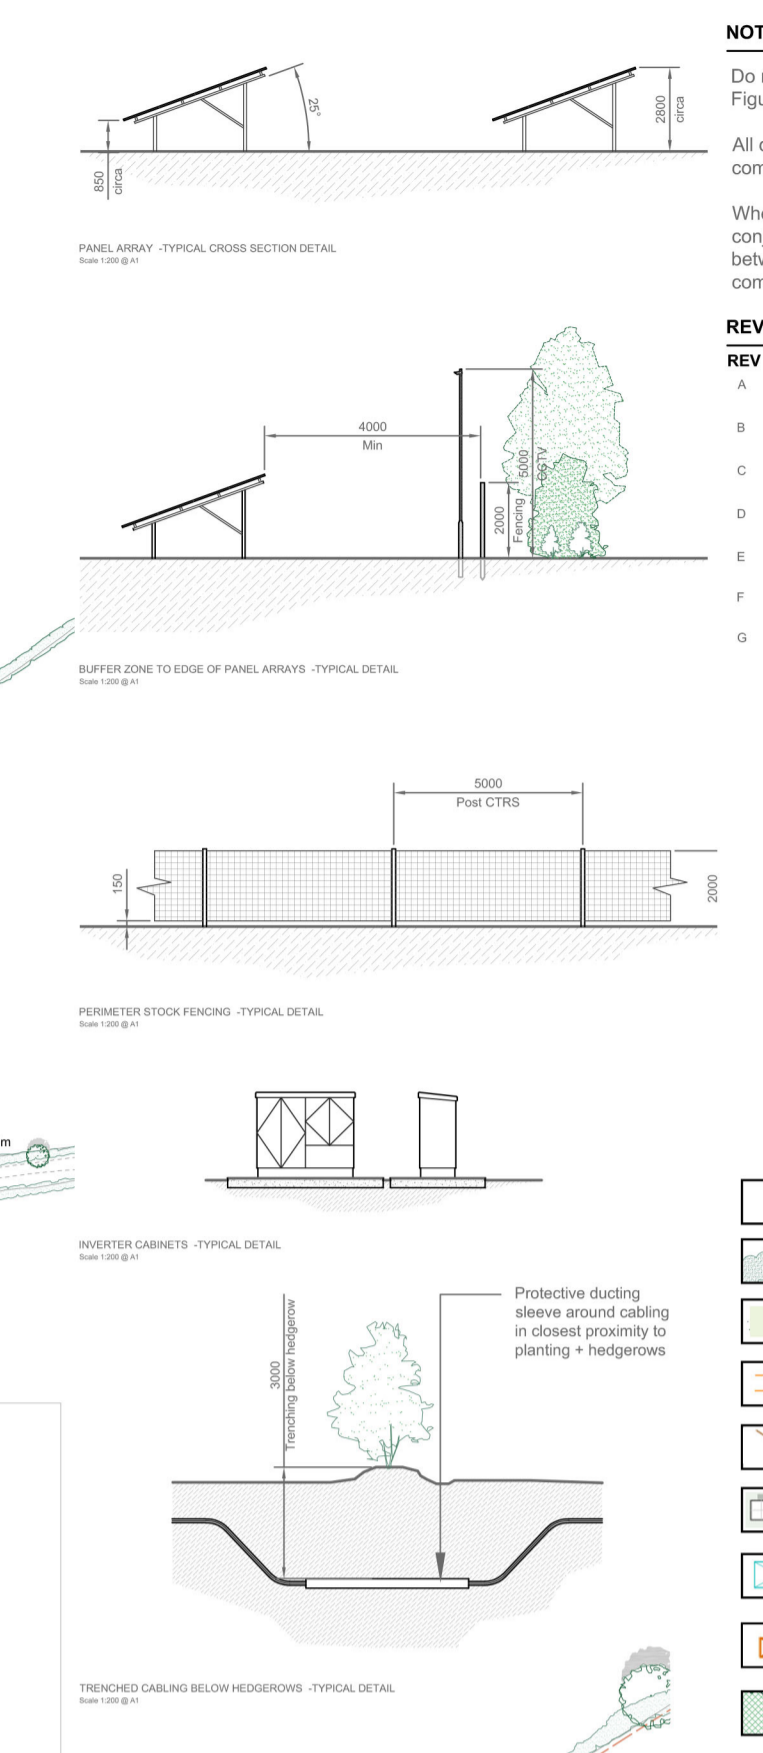 25°
2800
circa
850
circa
PANEL ARRAY -TYPICAL CROSS SECTION DETAIL
Scale 1:200 @ A1
4000
Min
5000
CCTV
2000
Fencing
BUFFER ZONE TO EDGE OF PANEL ARRAYS -TYPICAL DETAIL
Scale 1:200 @ A1
5000
Post CTRS
150
2000
PERIMETER STOCK FENCING -TYPICAL DETAIL
Scale 1:200 @ A1
m
INVERTER CABINETS -TYPICAL DETAIL
Scale 1:200 @ A1
3000
Trenching below hedgerow
Protective ducting
sleeve around cabling
in closest proximity to
planting + hedgerows
TRENCHED CABLING BELOW HEDGEROWS -TYPICAL DETAIL
Scale 1:200 @ A1
NOT
Do
Figu
All
com
Whe
con
betw
com
REV
REV
A
B
C
D
E
F
G